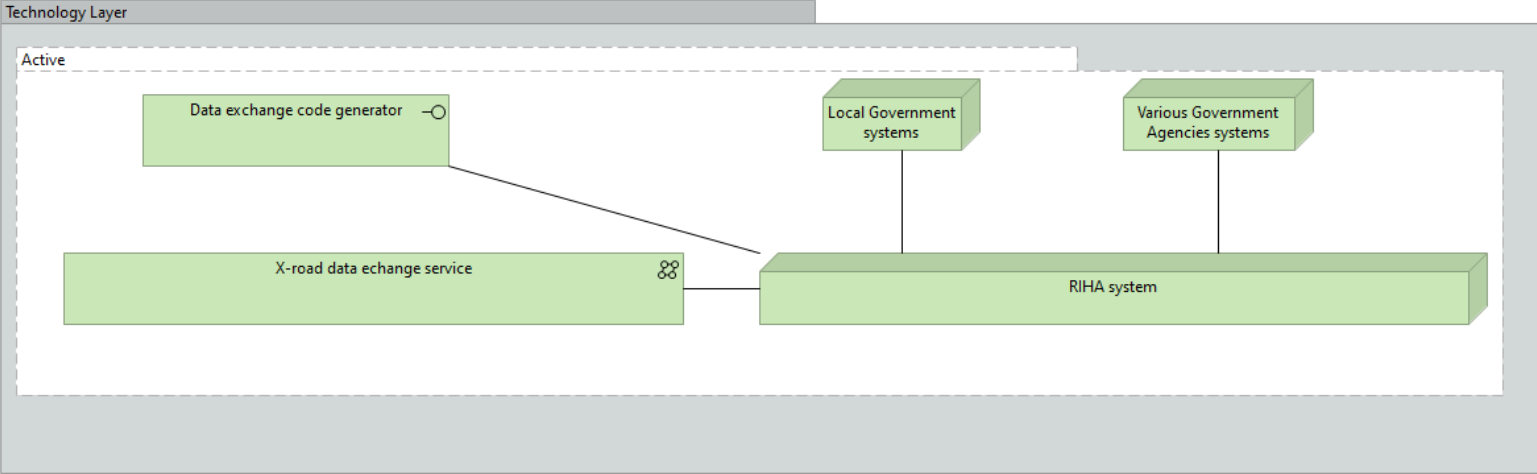 Technology Layer
Active
Data exchange code generator
Local Government
systems
Various Government
Agencies systems
X-road data echange service
RIHA system